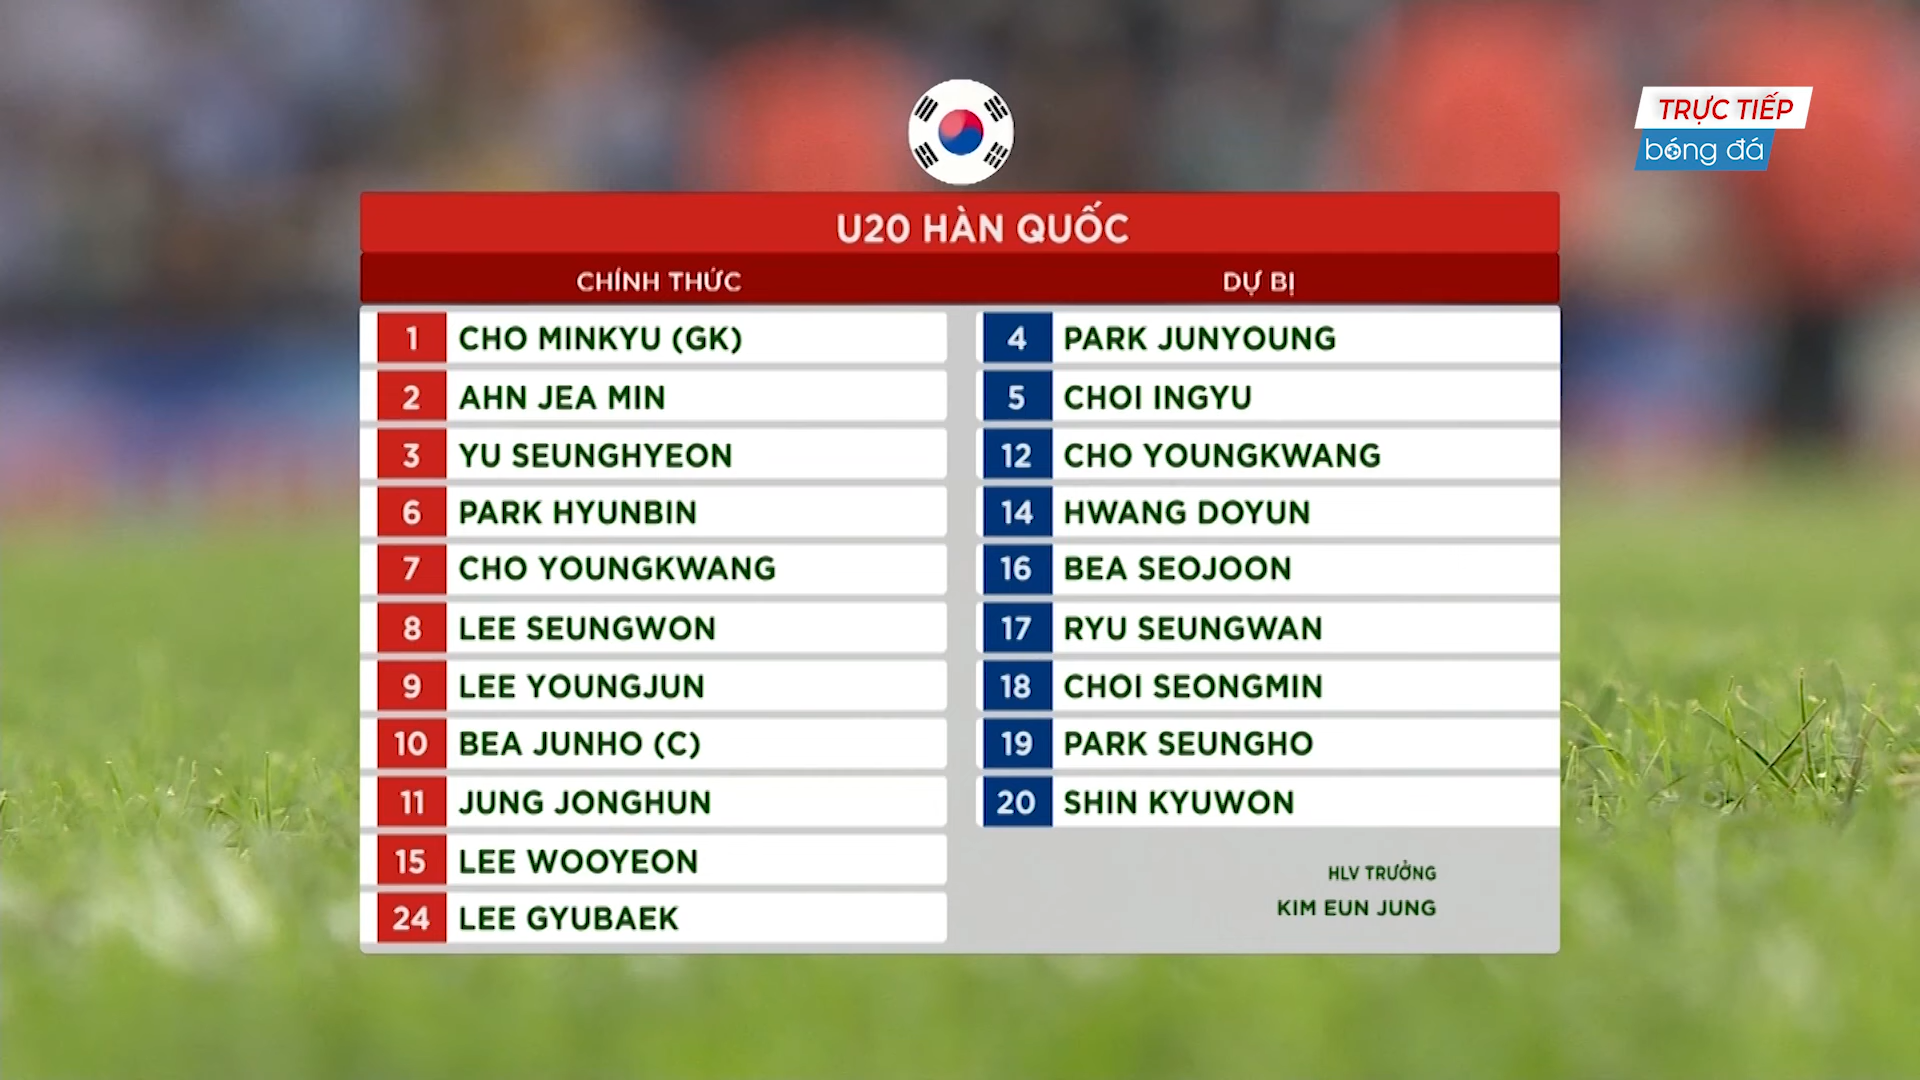 TRỰC TIẾP
bóng đá
U20 HÀN QUỐC
CHÍNH THỨC
1 CHO MINKYU (GK)
2 AHN JEA MIN
3 YU SEUNGHYEON
6 PARK HYUNBIN
7 CHO YOUNGKWANG
8 LEE SEUNGWON
9 LEE YOUNGJUN
10 BEA JUNHO (C)
11 JUNG JONGHUN
15 LEE WOOYEON
24 LEE GYUBAEK
DỰ BỊ
4 PARK JUNYOUNG
5 CHOI INGYU
12 CHO YOUNGKWANG
14 HWANG DOYUN
16 BEA SEOJOON
17 RYU SEUNGWAN
18 CHOI SEONGMIN
19 PARK SEUNGHO
20 SHIN KYUWON
HLV TRƯỞNG
KIM EUN JUNG